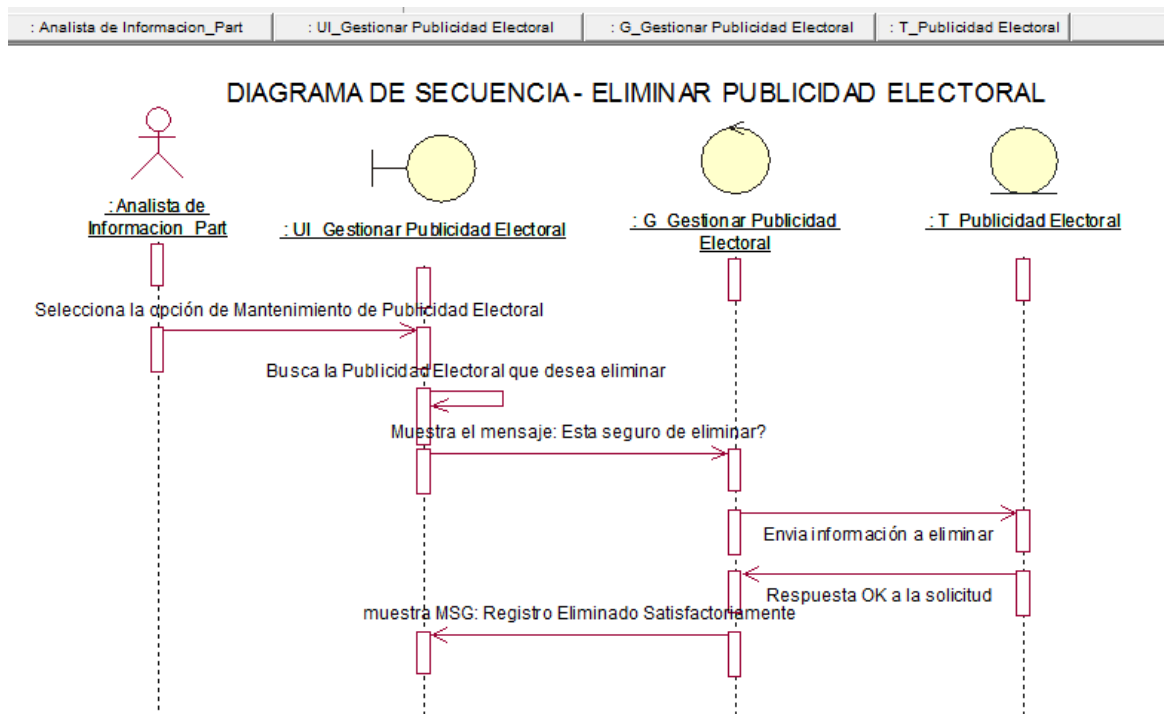 : Analista de Informacion_Part
: UI_Gestionar Publicidad Electoral
: G_Gestionar Publicidad Electoral
: T_Publicidad Electoral
DIAGRAMA DE SECUENCIA - ELIMINAR PUBLICIDAD ELECTORAL
: Analista de
Informacion_Part
: UI_Gestionar Publicidad Electoral
: G_Gestionar Publicidad
Electoral
: T_Publicidad Electoral
Selecciona la opción de Mantenimiento de Publicidad Electoral
Busca la Publicidad Electoral que desea eliminar
Muestra el mensaje: Esta seguro de eliminar?
Envia información a eliminar
Respuesta OK a la solicitud
muestra MSG: Registro Eliminado Satisfactoriamente